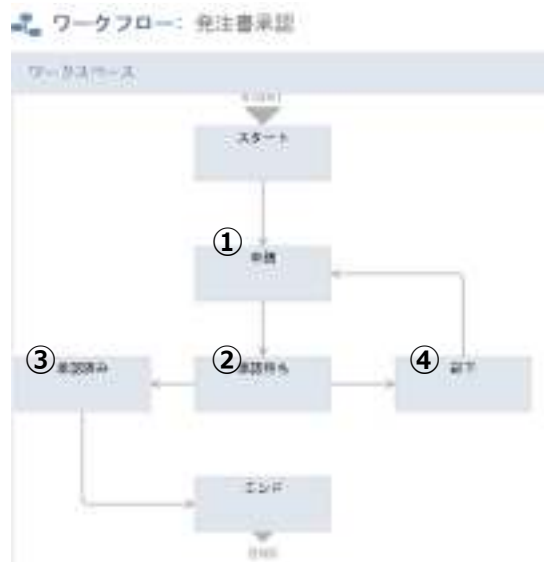 ワークフロー: 発注書承認
ワークスペース
START
スタート
① 申請
③ 承認済み
② 承認待ち
④ 却下
エンド
END